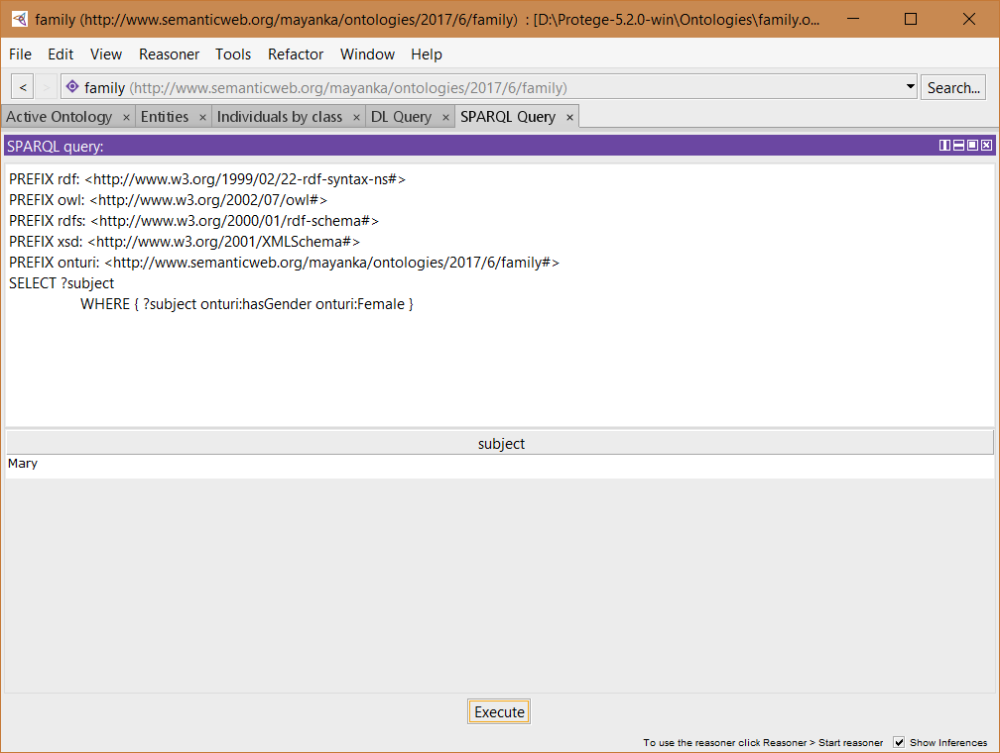 family (http://www.semanticweb.org/mayanka/ontologies/2017/6/family)  : [D:\Protege-5.2.0-win\Ontologies\family.o...
File Edit View Reasoner Tools Refactor Window Help
< > family (http://www.semanticweb.org/mayanka/ontologies/2017/6/family) Search...
Active Ontology × Entities × Individuals by class × DL Query × SPARQL Query ×
SPARQL query:
PREFIX rdf: <http://www.w3.org/1999/02/22-rdf-syntax-ns#>
PREFIX owl: <http://www.w3.org/2002/07/owl#>
PREFIX rdfs: <http://www.w3.org/2000/01/rdf-schema#>
PREFIX xsd: <http://www.w3.org/2001/XMLSchema#>
PREFIX onturi: <http://www.semanticweb.org/mayanka/ontologies/2017/6/family#>
SELECT ?subject
WHERE { ?subject onturi:hasGender onturi:Female }
subject
Mary
Execute
To use the reasoner click Reasoner > Start reasoner Show Inferences